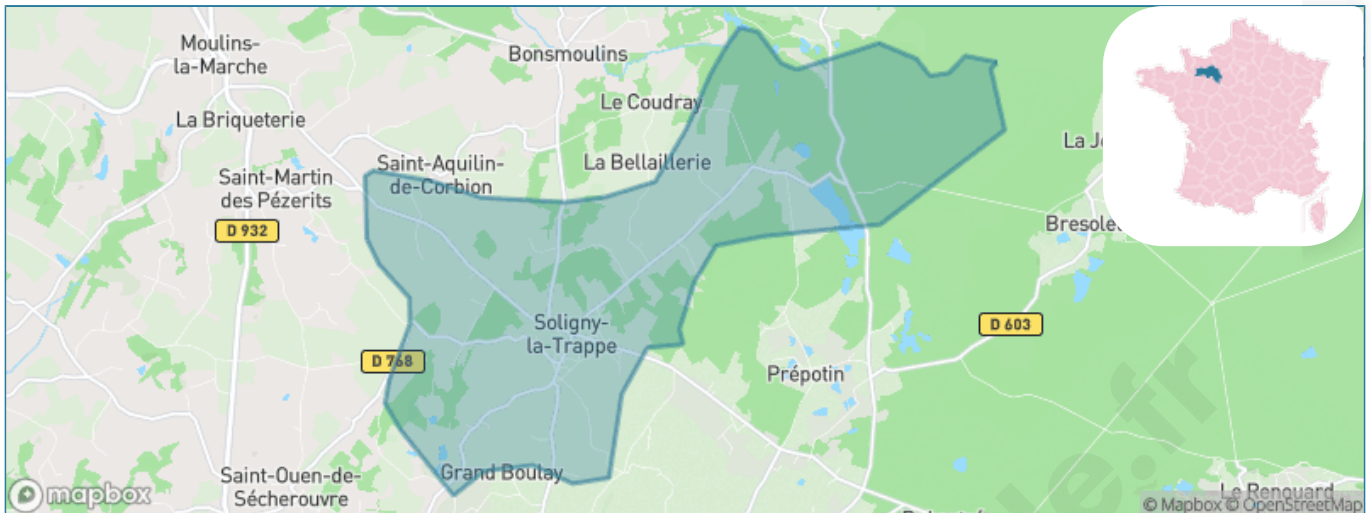 Moulins-
la-Marche
Bonsmoulins
Le Coudray
La Briqueterie
La Bellaillerie
Saint-Aquilin-
de-Corbion
Saint-Martin
des Pézerits
D 932
Soligny-
la-Trappe
D 603
D 768
Prépotin
Grand Boulay
Saint-Ouen-de-
Sécherouvre
Le Renouard
mapbox
© Mapbox © OpenStreetMap